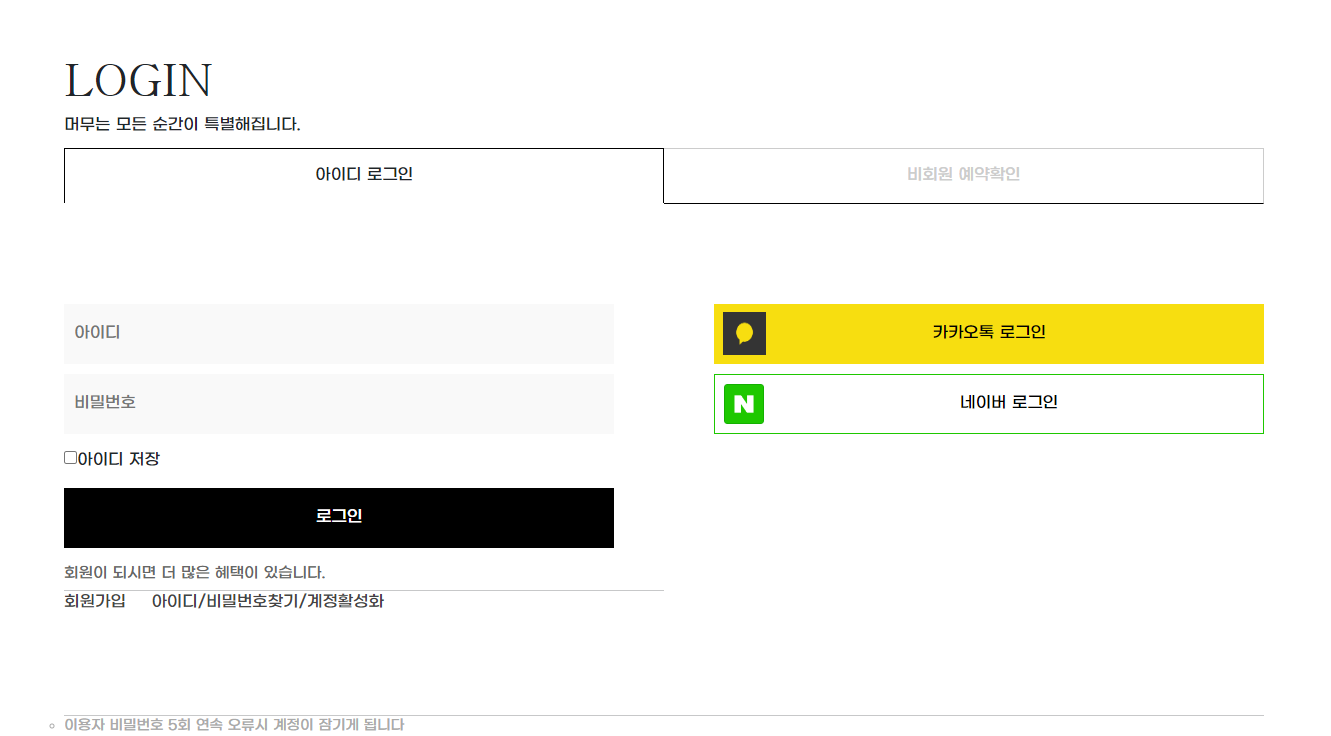 LOGIN
머무는 모든 순간이 특별해집니다.
아이디 로그인
비회원 예약확인
아이디
카카오톡 로그인
비밀번호
N
네이버 로그인
아이디 저장
로그인
회원이 되시면 더 많은 혜택이 있습니다.
회원가입 아이디/비밀번호찾기/계정활성화
이용자 비밀번호 5회 연속 오류시 계정이 잠기게 됩니다